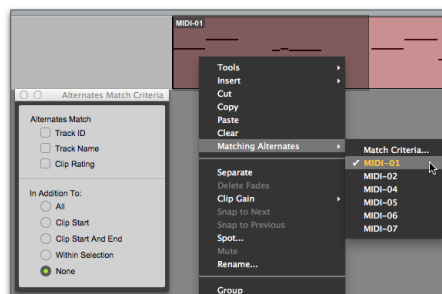 MIDI-01
Alternates Match Criteria
Alternates Match
Track ID
Track Name
Clip Rating
In Addition To:
All
Clip Start
Clip Start And End
Within Selection
None
Tools
Insert
Cut
Copy
Paste
Clear
Matching Alternates
Separate
Delete Fades
Clip Gain
Snap to Next
Snap to Previous
Spot...
Mute
Rename...
Group
Match Criteria...
MIDI-01
MIDI-02
MIDI-04
MIDI-05
MIDI-06
MIDI-07